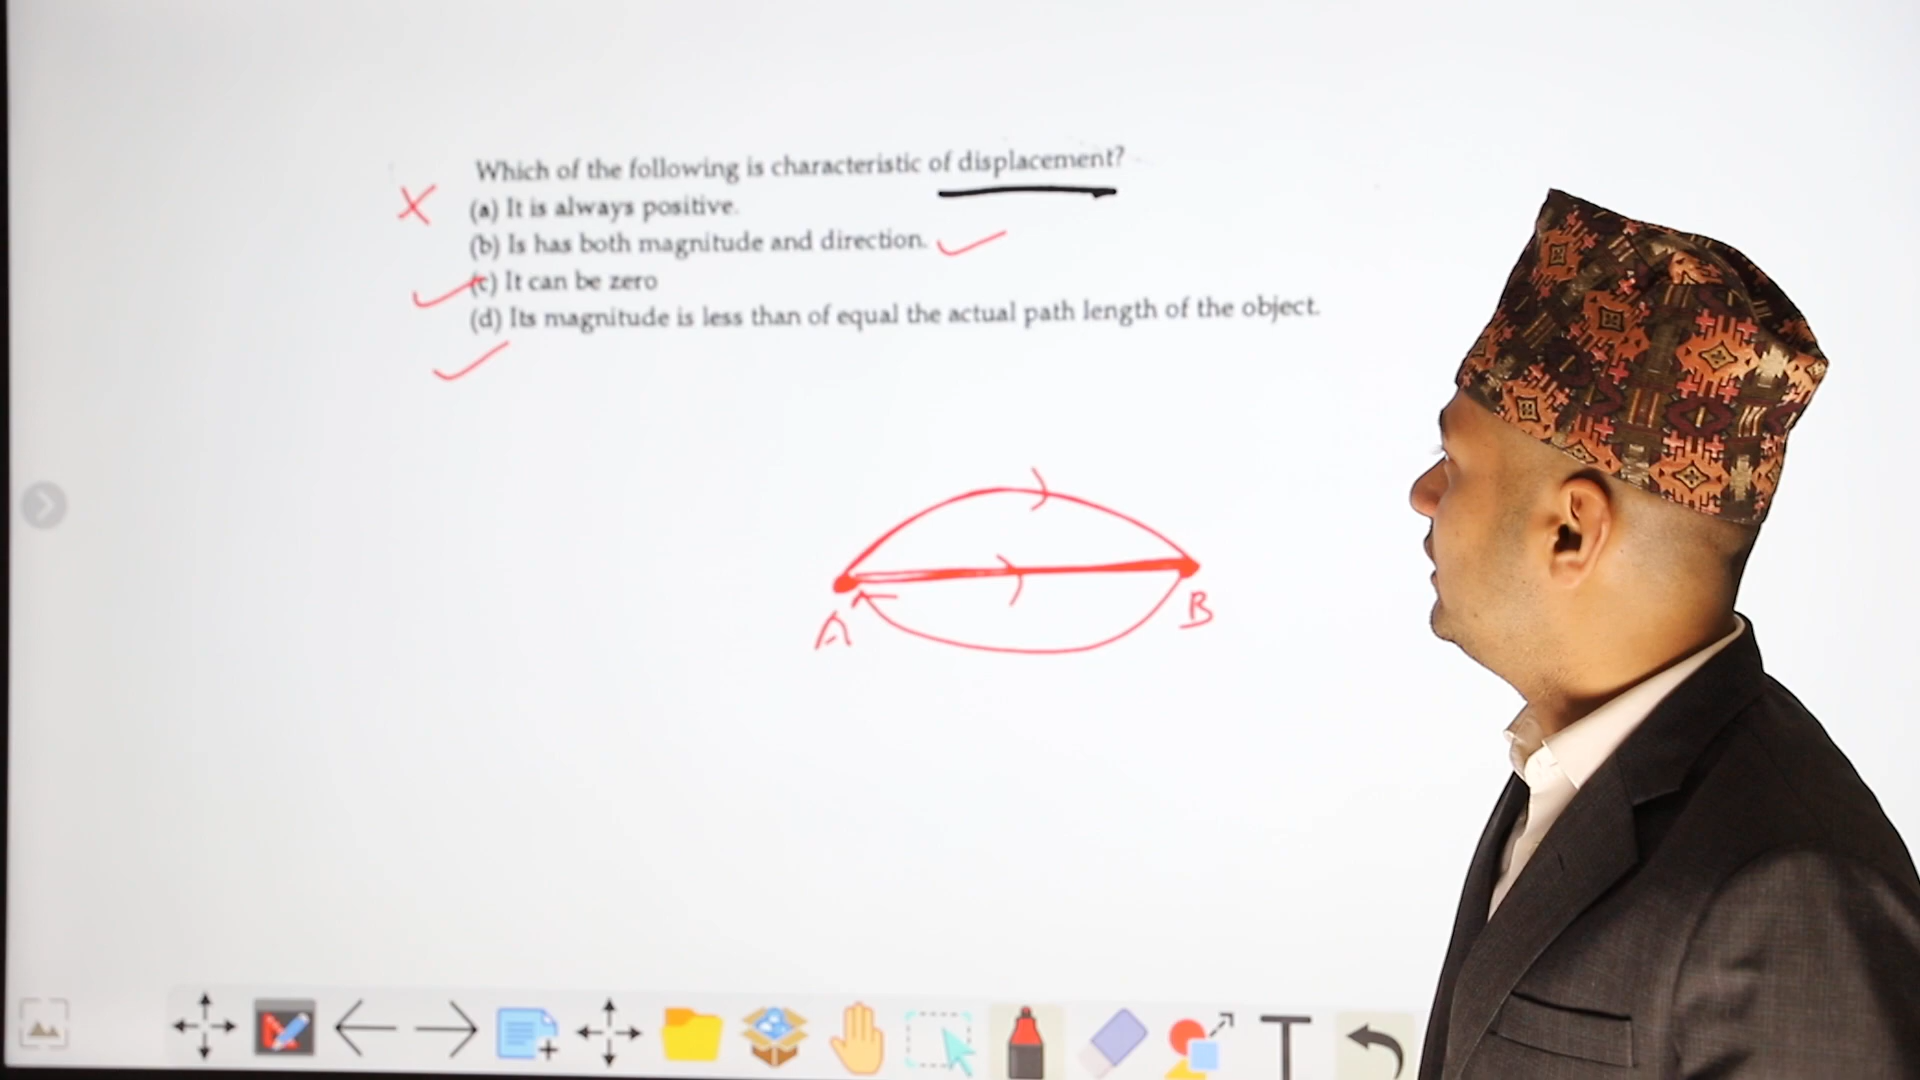 Which of the following is characteristic of displacement?
(a) It is always positive.
(b) Is has both magnitude and direction.
(c) It can be zero
(d) Its magnitude is less than of equal the actual path length of the object.
A
B
T